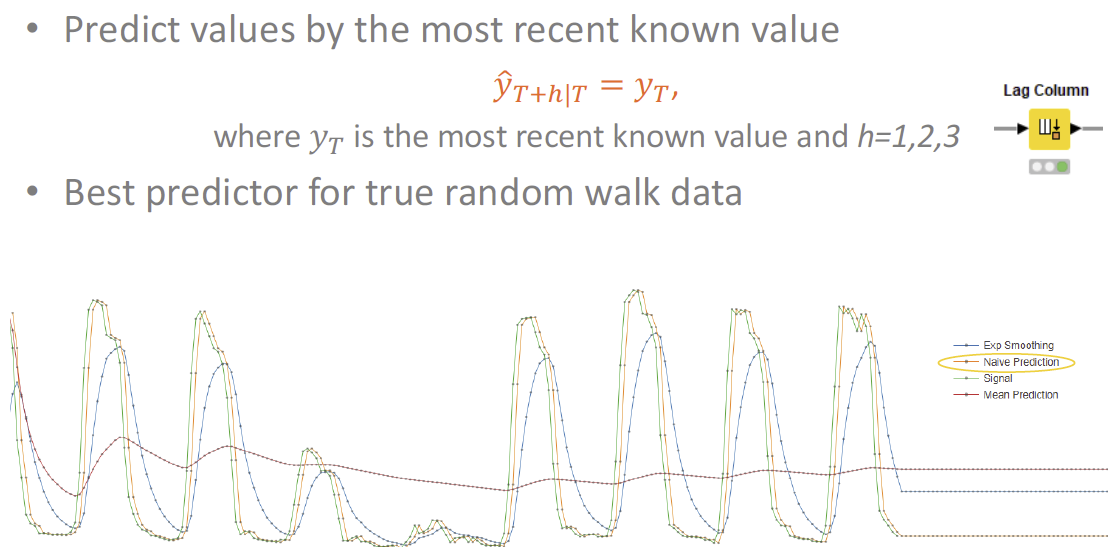 • Predict values by the most recent known value
ŷ_{T+h|T} = y_T,
where y_T is the most recent known value and h=1,2,3
Lag Column
• Best predictor for true random walk data
Exp Smoothing
Naive Prediction
Signal
Mean Prediction